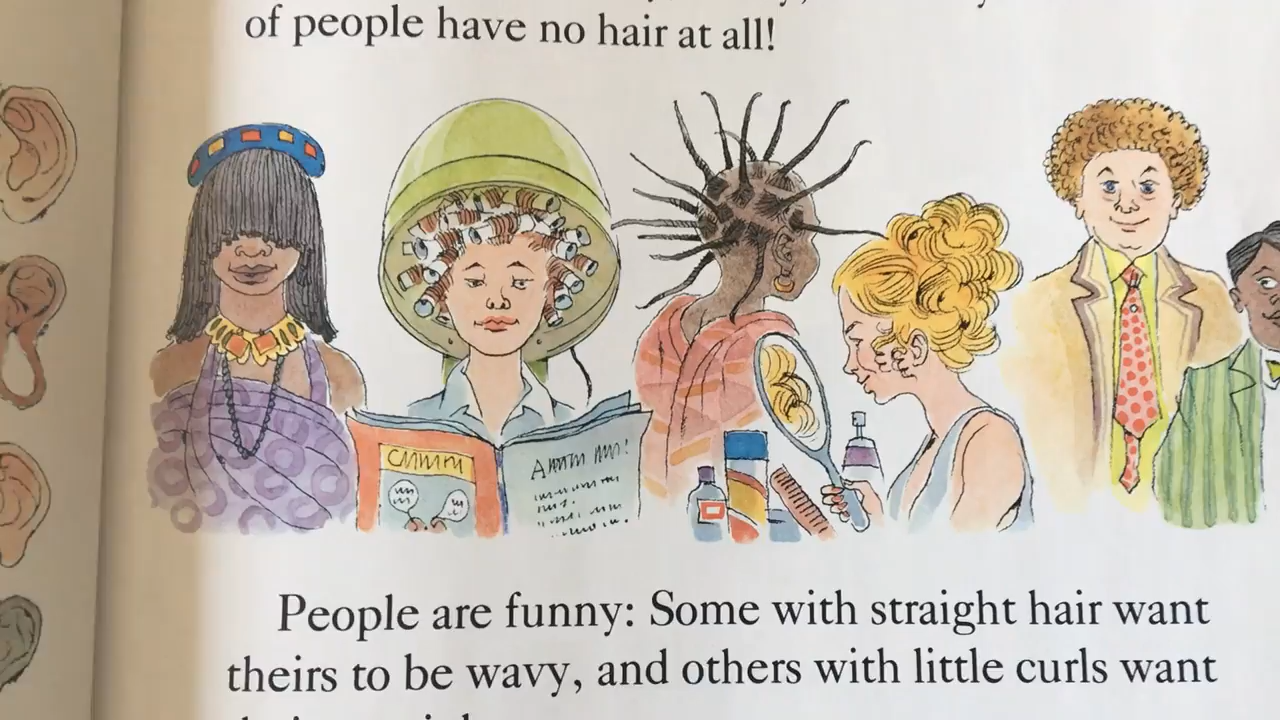 of people have no hair at all!
People are funny: Some with straight hair want
theirs to be wavy, and others with little curls want